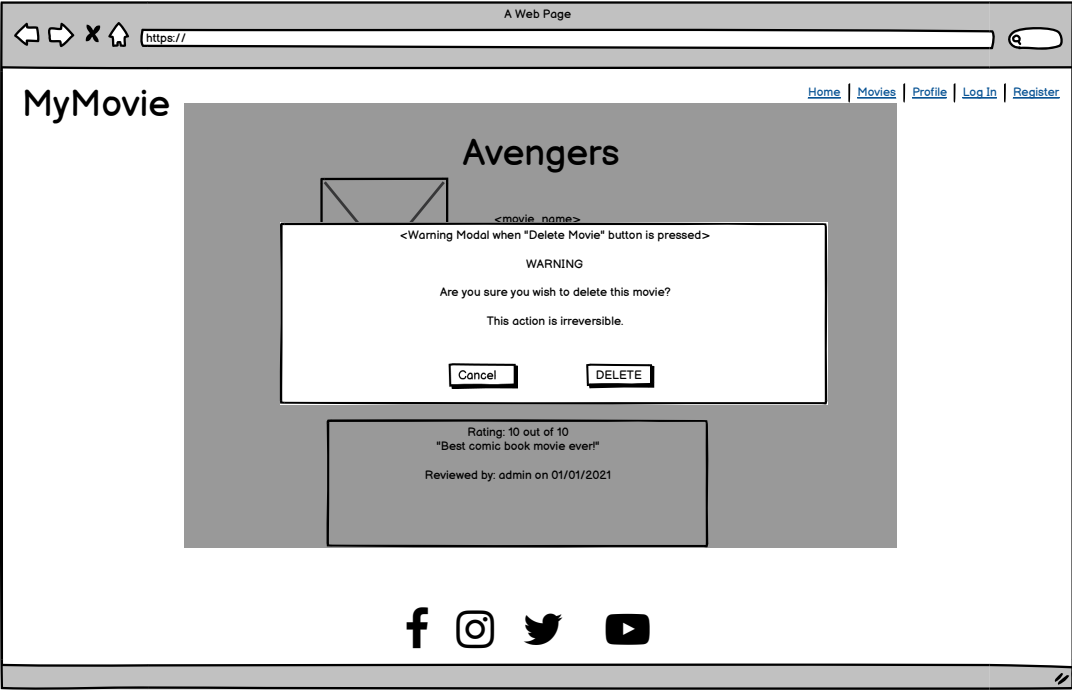 A Web Page
https://
MyMovie
Home | Movies | Profile | Log In | Register
Avengers
<movie_name>
<Warning Modal when "Delete Movie" button is pressed>
WARNING
Are you sure you wish to delete this movie?
This action is irreversible.
Cancel
DELETE
Rating: 10 out of 10
"Best comic book movie ever!"
Reviewed by: admin on 01/01/2021